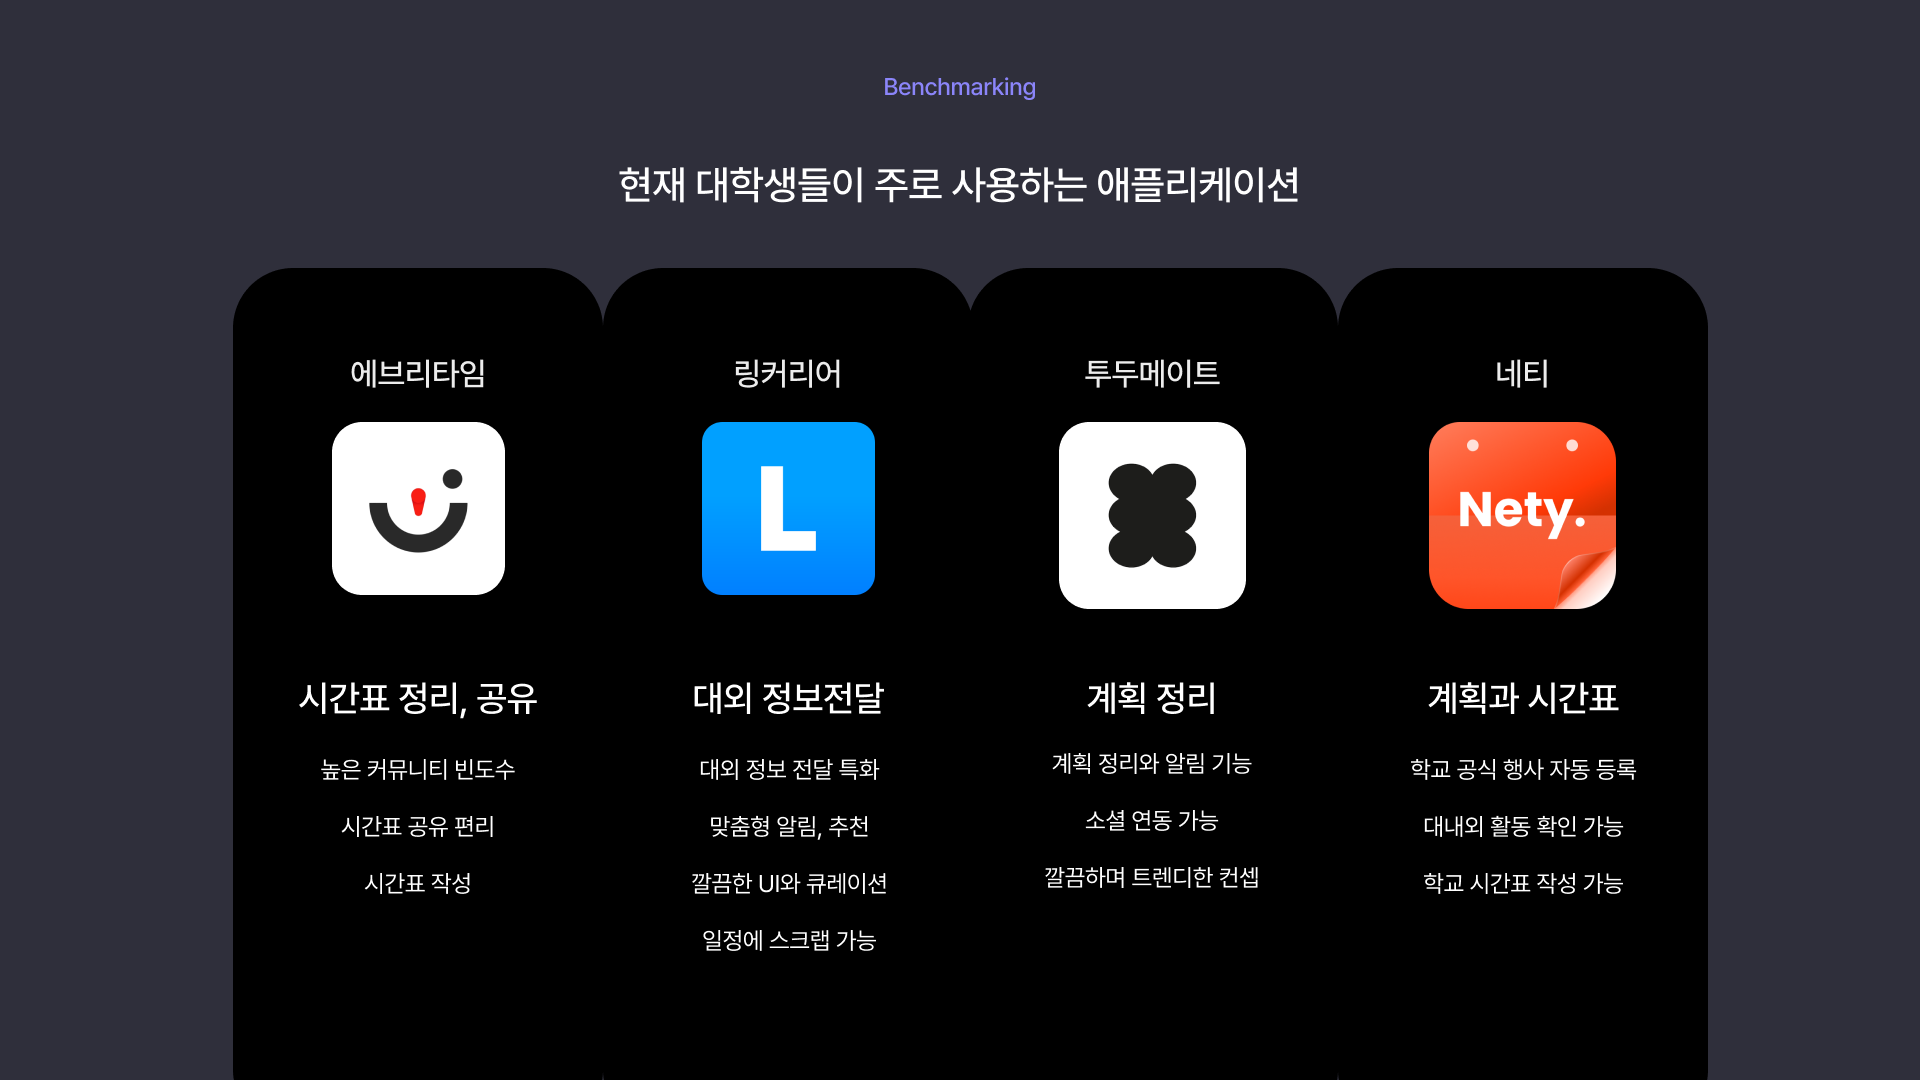 Benchmarking
현재 대학생들이 주로 사용하는 애플리케이션
에브리타임
시간표 정리, 공유
높은 커뮤니티 빈도수
시간표 공유 편리
시간표 작성
링커리어
L
대외 정보전달
대외 정보 전달 특화
맞춤형 알림, 추천
깔끔한 UI와 큐레이션
일정에 스크랩 가능
투두메이트
계획 정리
계획 정리와 알림 기능
소셜 연동 가능
깔끔하며 트렌디한 컨셉
네티
Nety.
계획과 시간표
학교 공식 행사 자동 등록
대내외 활동 확인 가능
학교 시간표 작성 가능